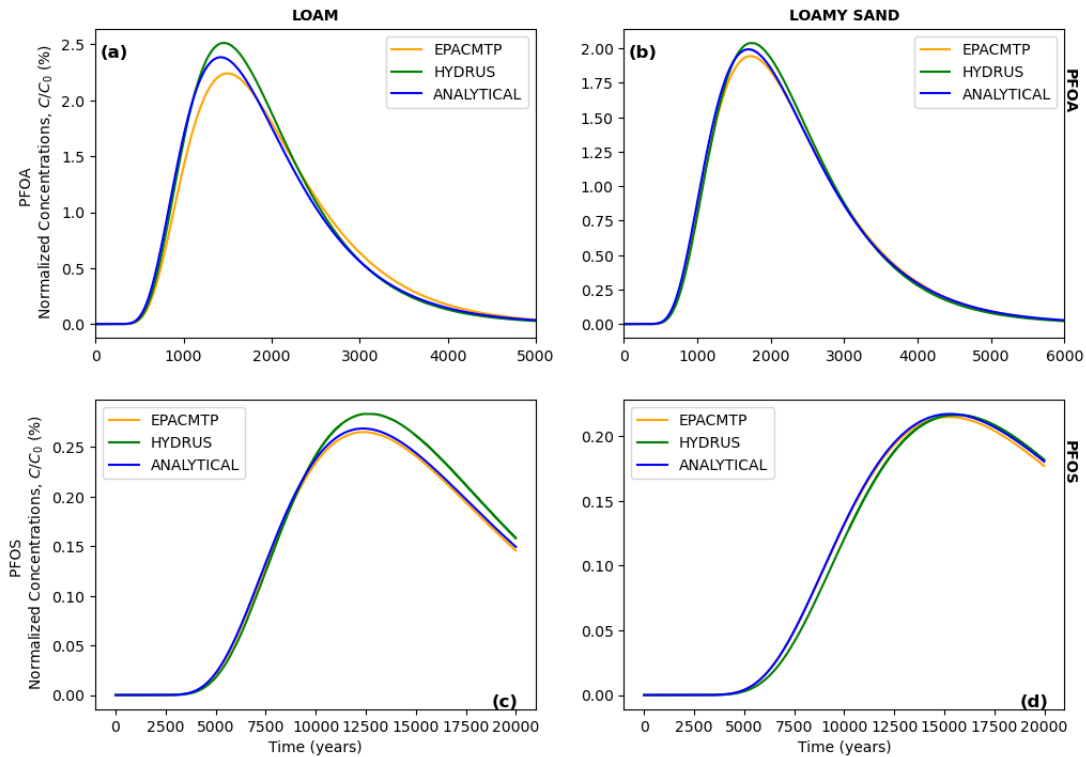 LOAM
LOAMY SAND
(a)
EPACMTP
HYDRUS
ANALYTICAL
PFOA
Normalized Concentrations, C/C₀ (%)
2.5
2.0
1.5
1.0
0.5
0.0
0 1000 2000 3000 4000 5000
(b)
EPACMTP
HYDRUS
ANALYTICAL
PFOA
2.00
1.75
1.50
1.25
1.00
0.75
0.50
0.25
0.00
0 1000 2000 3000 4000 5000 6000
EPACMTP
HYDRUS
ANALYTICAL
PFOS
Normalized Concentrations, C/C₀ (%)
0.25
0.20
0.15
0.10
0.05
0.00
(c)
0 2500 5000 7500 10000 12500 15000 17500 20000
Time (years)
EPACMTP
HYDRUS
ANALYTICAL
PFOS
0.20
0.15
0.10
0.05
0.00
(d)
0 2500 5000 7500 10000 12500 15000 17500 20000
Time (years)